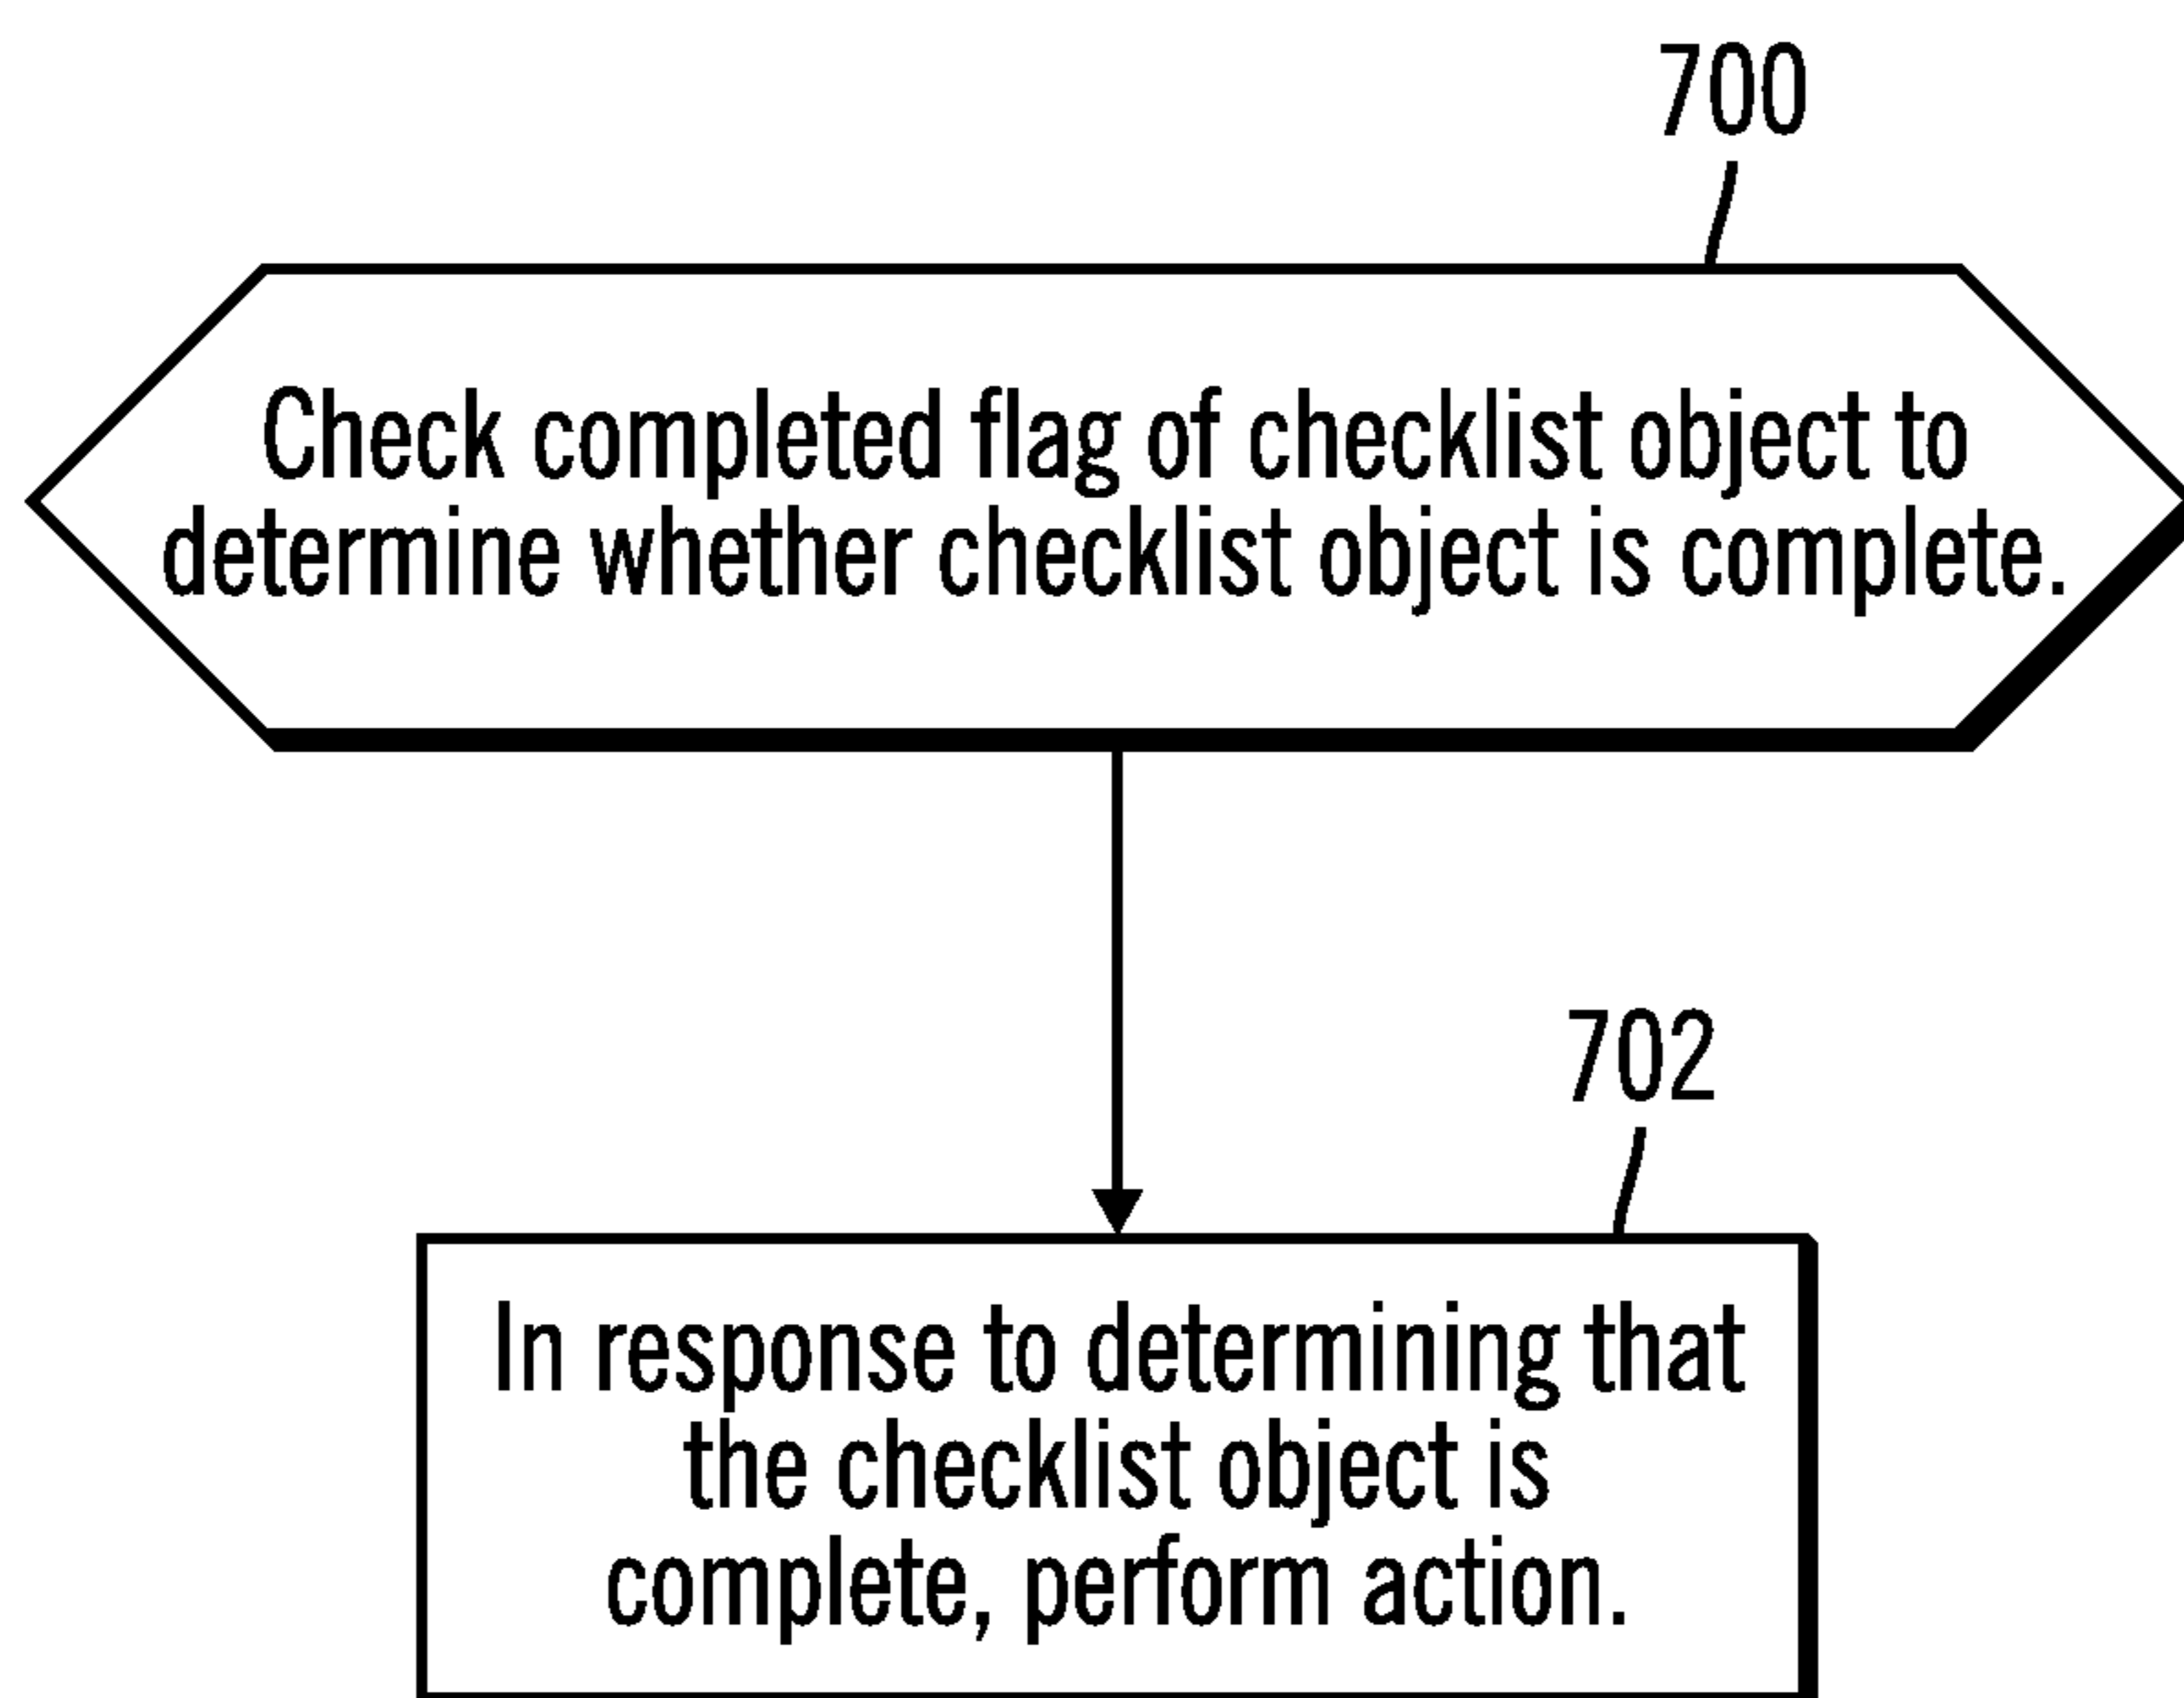 700
Check completed flag of checklist object to
determine whether checklist object is complete.
702
In response to determining that
the checklist object is
complete, perform action.